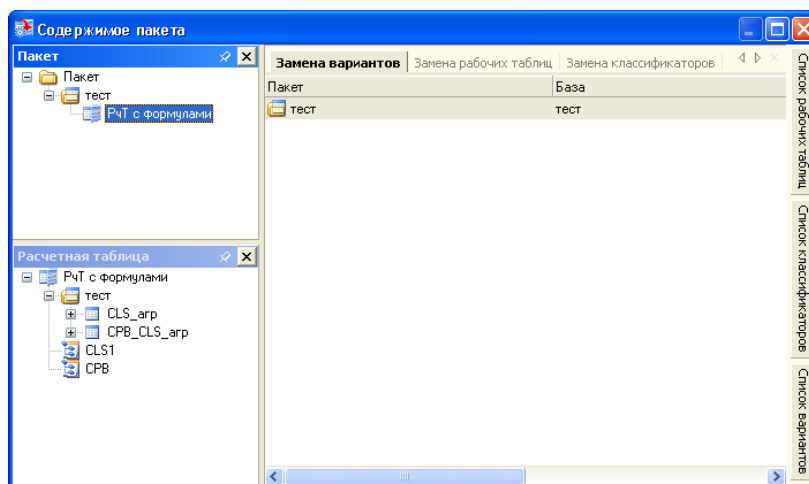 Содержимое пакета
Пакет
Пакет
тест
РчТ с формулами
Расчетная таблица
РчТ с формулами
тест
CLS_агр
CPB_CLS_агр
CLS1
CPB
Замена вариантов Замена рабочих таблиц Замена классификаторов
Пакет База
тест тест
Список рабочих таблиц
Список классификаторов
Список вариантов